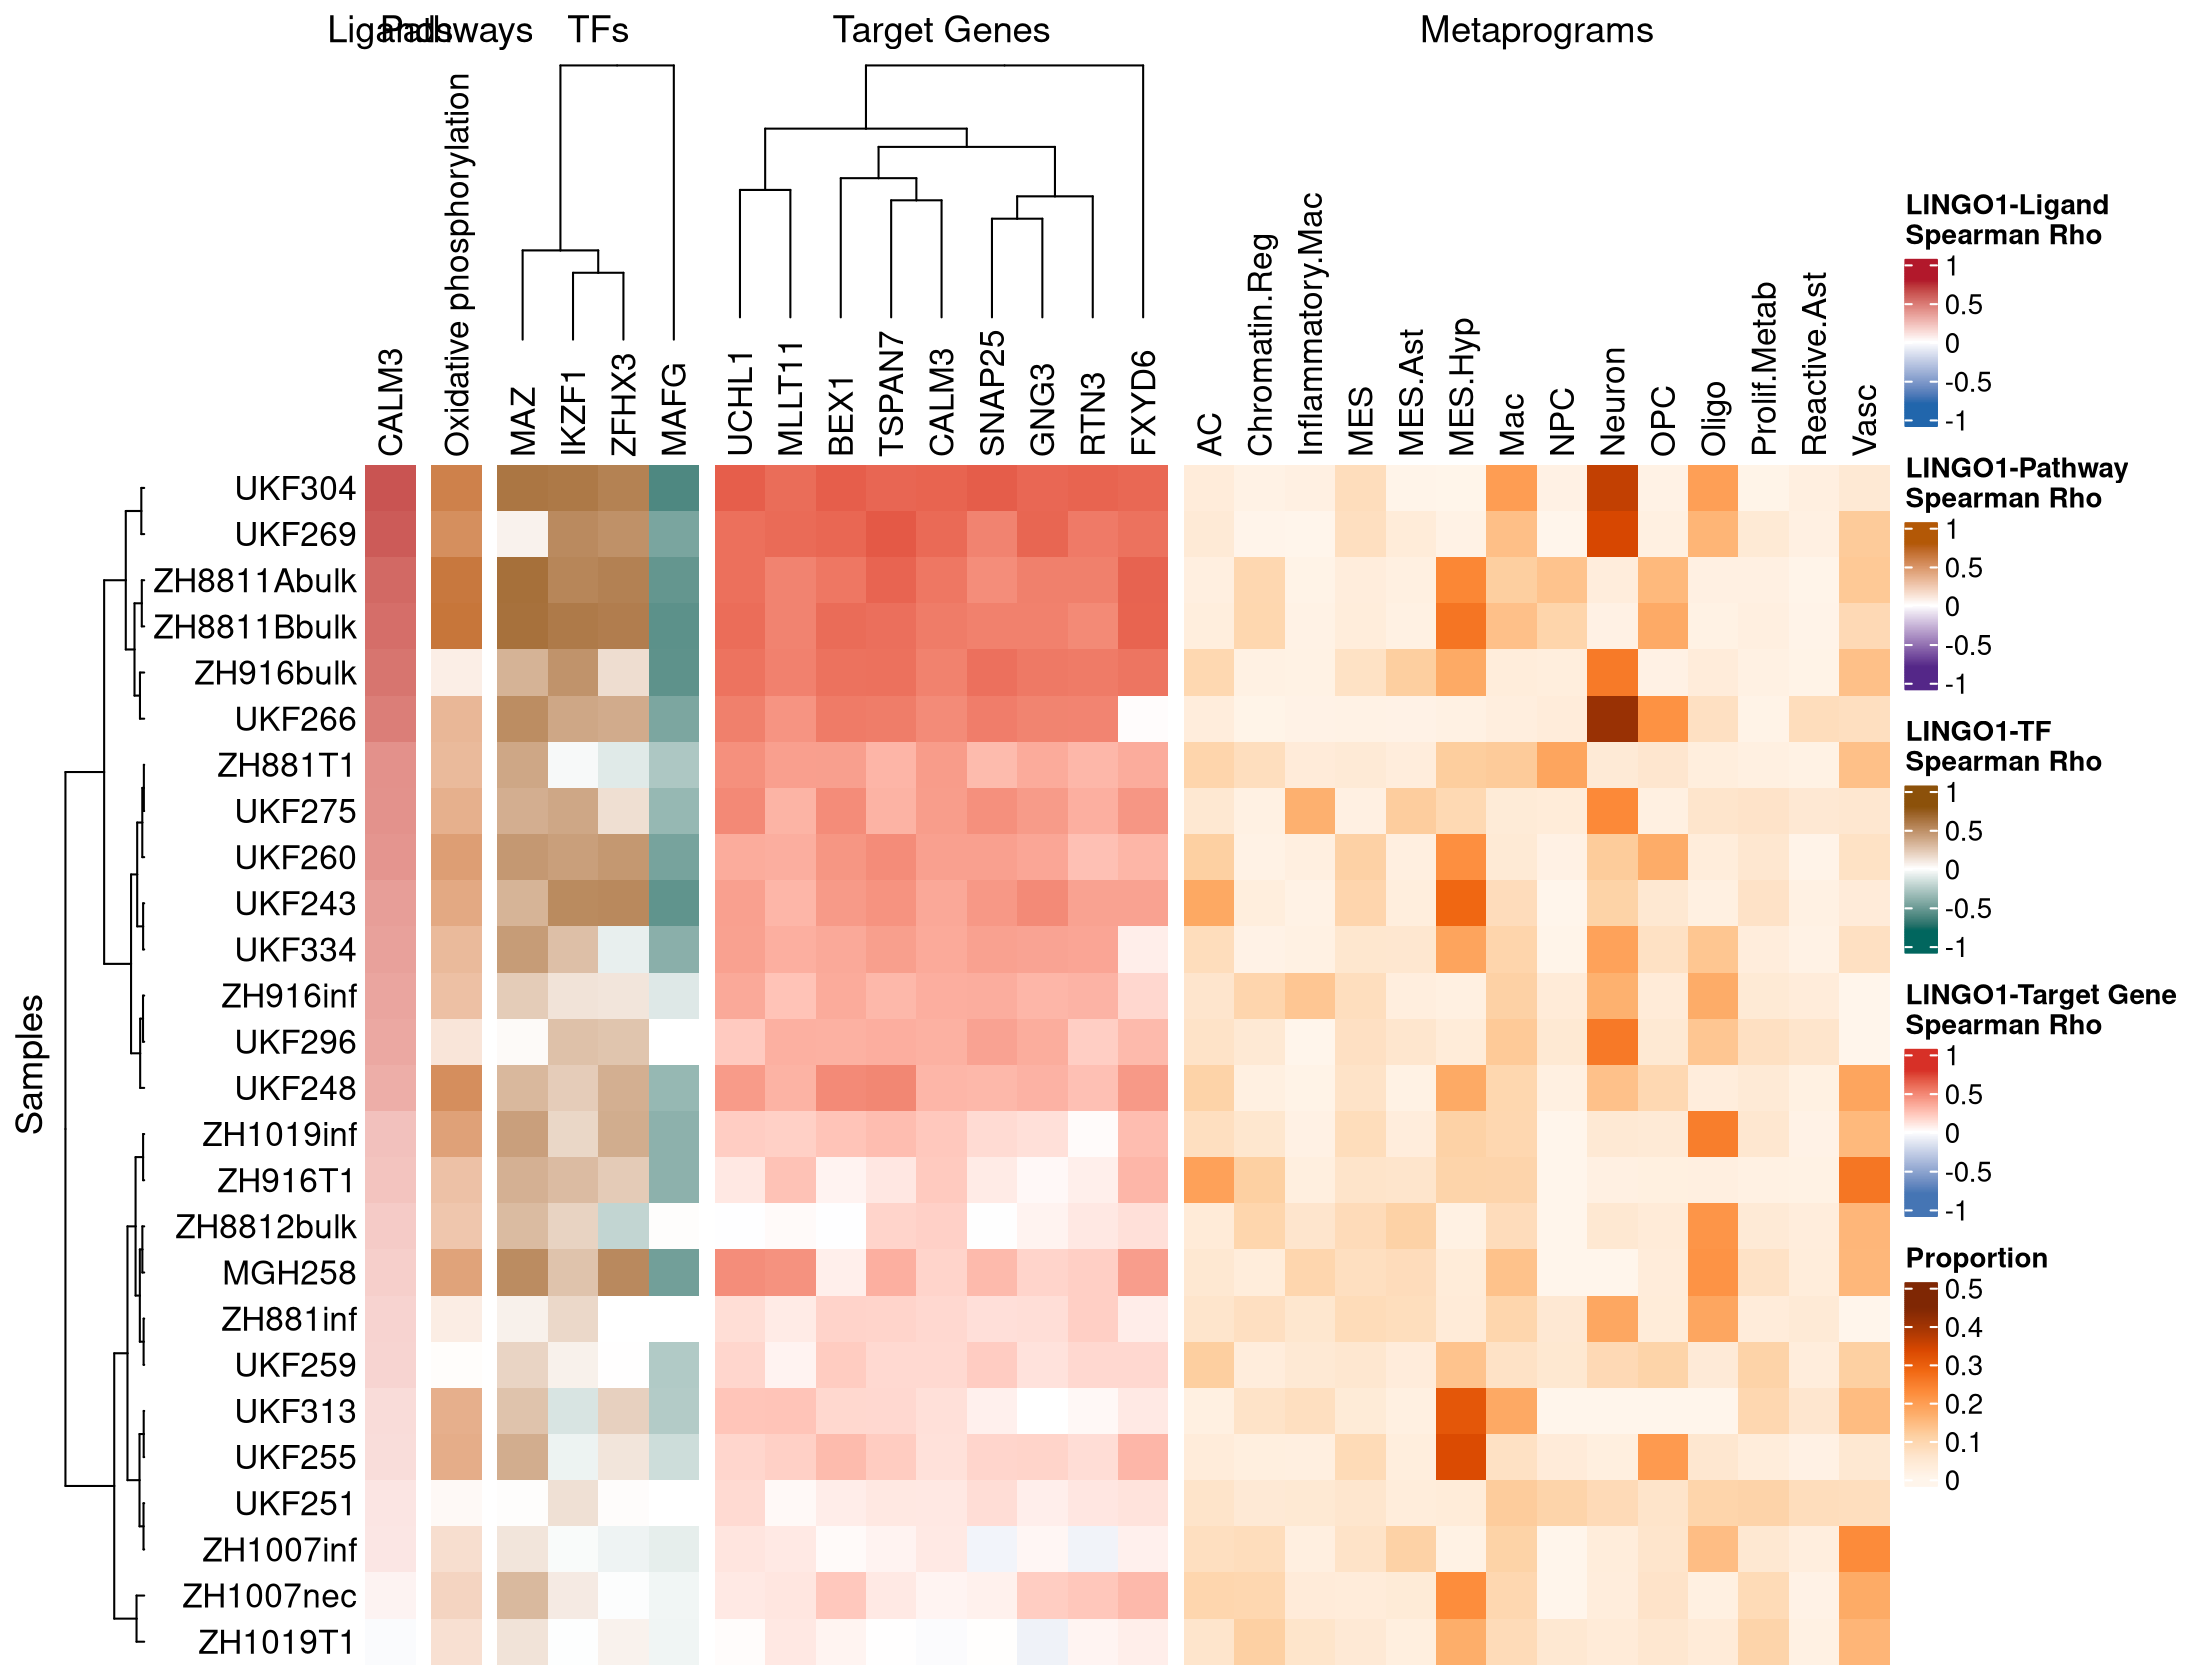 Ligands
Pathways
TFs
Target Genes
Metaprograms
CALM3
Oxidative phosphorylation
MAZ
IKZF1
ZFHX3
MAFG
UCHL1
MLLT11
BEX1
TSPAN7
CALM3
SNAP25
GNG3
RTN3
FXYD6
AC
Chromatin.Reg
Inflammatory.Mac
MES
MES.Ast
MES.Hyp
Mac
NPC
Neuron
OPC
Oligo
Prolif.Metab
Reactive.Ast
Vasc
Samples
UKF304
UKF269
ZH8811Abulk
ZH8811Bbulk
ZH916bulk
UKF266
ZH881T1
UKF275
UKF260
UKF243
UKF334
ZH916inf
UKF296
UKF248
ZH1019inf
ZH916T1
ZH8812bulk
MGH258
ZH881inf
UKF259
UKF313
UKF255
UKF251
ZH1007inf
ZH1007nec
ZH1019T1
LINGO1-Ligand
Spearman Rho
1
0.5
0
-0.5
-1
LINGO1-Pathway
Spearman Rho
1
0.5
0
-0.5
-1
LINGO1-TF
Spearman Rho
1
0.5
0
-0.5
-1
LINGO1-Target Gene
Spearman Rho
1
0.5
0
-0.5
-1
Proportion
0.5
0.4
0.3
0.2
0.1
0